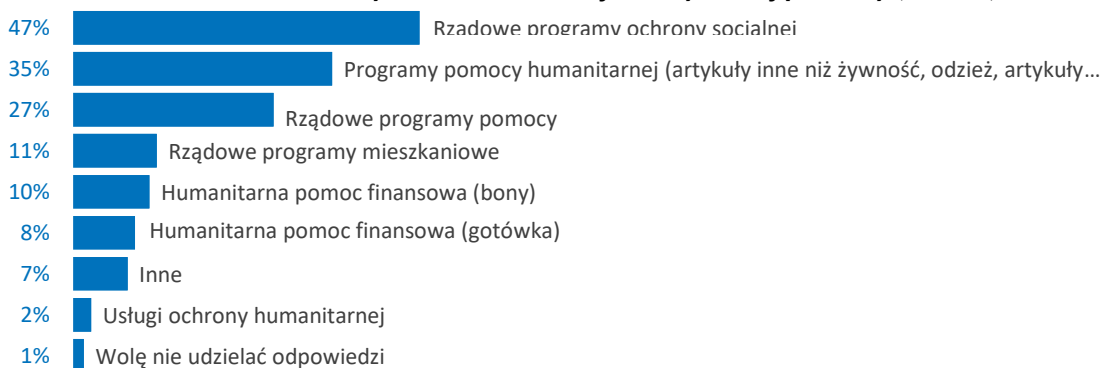 47% Rządowe programy ochrony socjalnej
35% Programy pomocy humanitarnej (artykuły inne niż żywność, odzież, artykuły…
27% Rządowe programy pomocy
11% Rządowe programy mieszkaniowe
10% Humanitarna pomoc finansowa (bony)
8% Humanitarna pomoc finansowa (gotówka)
7% Inne
2% Usługi ochrony humanitarnej
1% Wolę nie udzielać odpowiedzi